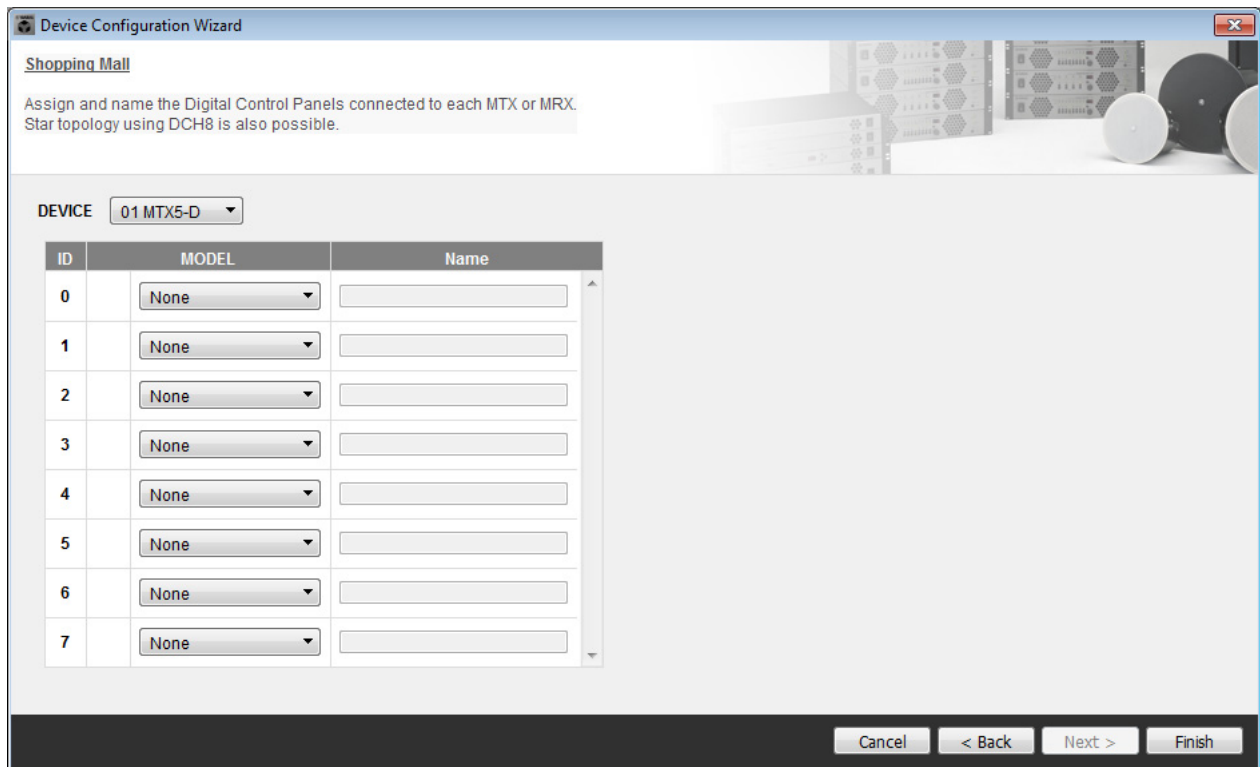 Device Configuration Wizard
Shopping Mall
Assign and name the Digital Control Panels connected to each MTX or MRX.
Star topology using DCH8 is also possible.
DEVICE 01 MTX5-D
ID MODEL Name
0 None
1 None
2 None
3 None
4 None
5 None
6 None
7 None
Cancel < Back Next > Finish